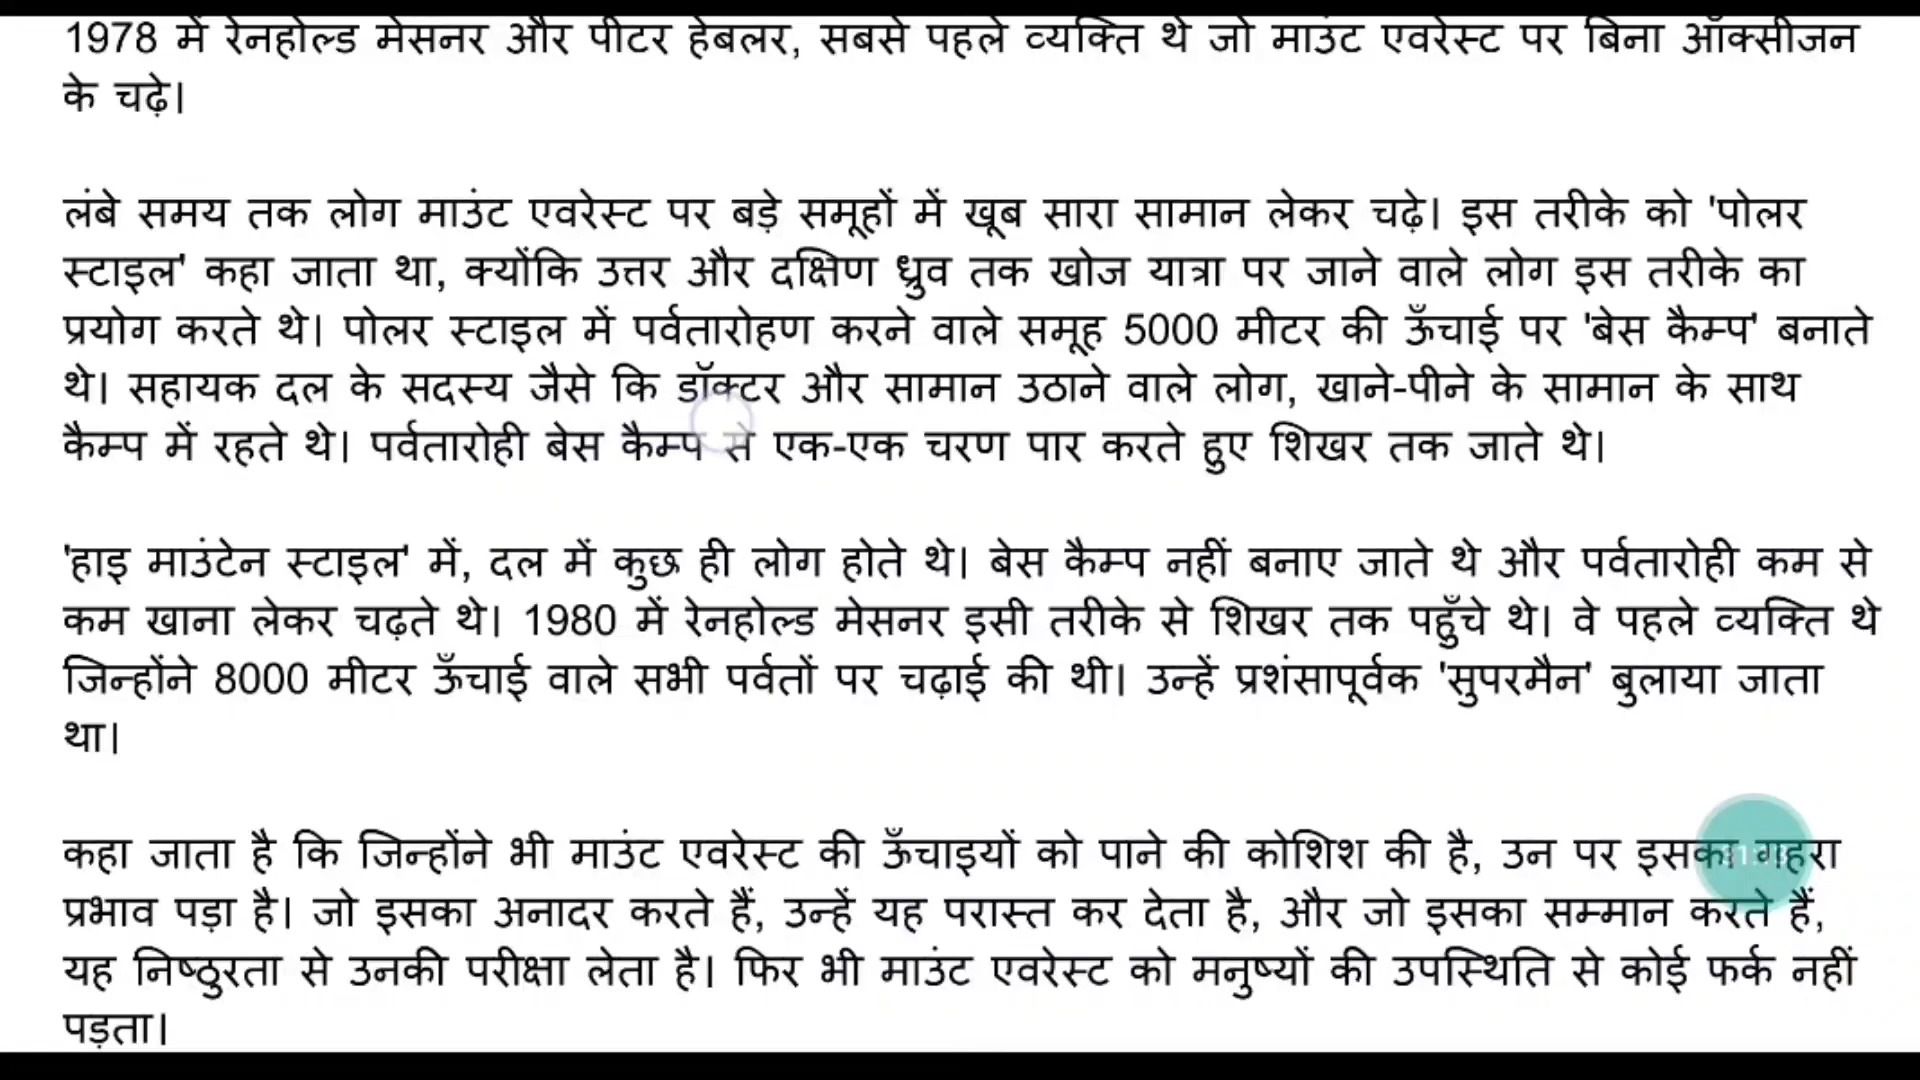 1978 में रेनहोल्ड मेसनर और पीटर हेबलर, सबसे पहले व्यक्ति थे जो माउंट एवरेस्ट पर बिना ऑक्सीजन
के चढ़े।
लंबे समय तक लोग माउंट एवरेस्ट पर बड़े समूहों में खूब सारा सामान लेकर चढ़े। इस तरीके को 'पोलर
स्टाइल' कहा जाता था, क्योंकि उत्तर और दक्षिण ध्रुव तक खोज यात्रा पर जाने वाले लोग इस तरीके का
प्रयोग करते थे। पोलर स्टाइल में पर्वतारोहण करने वाले समूह 5000 मीटर की ऊँचाई पर 'बेस कैम्प' बनाते
थे। सहायक दल के सदस्य जैसे कि डॉक्टर और सामान उठाने वाले लोग, खाने-पीने के सामान के साथ
कैम्प में रहते थे। पर्वतारोही बेस कैम्प से एक-एक चरण पार करते हुए शिखर तक जाते थे।
'हाइ माउंटेन स्टाइल' में, दल में कुछ ही लोग होते थे। बेस कैम्प नहीं बनाए जाते थे और पर्वतारोही कम से
कम खाना लेकर चढ़ते थे। 1980 में रेनहोल्ड मेसनर इसी तरीके से शिखर तक पहुँचे थे। वे पहले व्यक्ति थे
जिन्होंने 8000 मीटर ऊँचाई वाले सभी पर्वतों पर चढ़ाई की थी। उन्हें प्रशंसापूर्वक 'सुपरमैन' बुलाया जाता
था।
कहा जाता है कि जिन्होंने भी माउंट एवरेस्ट की ऊँचाइयों को पाने की कोशिश की है, उन पर इसका गहरा
प्रभाव पड़ा है। जो इसका अनादर करते हैं, उन्हें यह परास्त कर देता है, और जो इसका सम्मान करते हैं,
यह निष्ठुरता से उनकी परीक्षा लेता है। फिर भी माउंट एवरेस्ट को मनुष्यों की उपस्थिति से कोई फर्क नहीं
पड़ता।